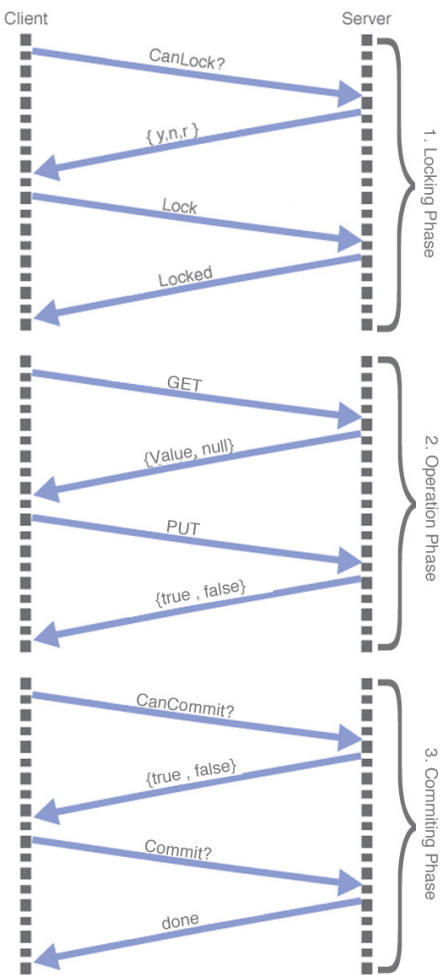 Client
Server
CanLock?
{ y,n,r }
Lock
Locked
1. Locking Phase
GET
{Value, null}
PUT
{true , false}
2. Operation Phase
CanCommit?
{true , false}
Commit?
done
3. Commiting Phase